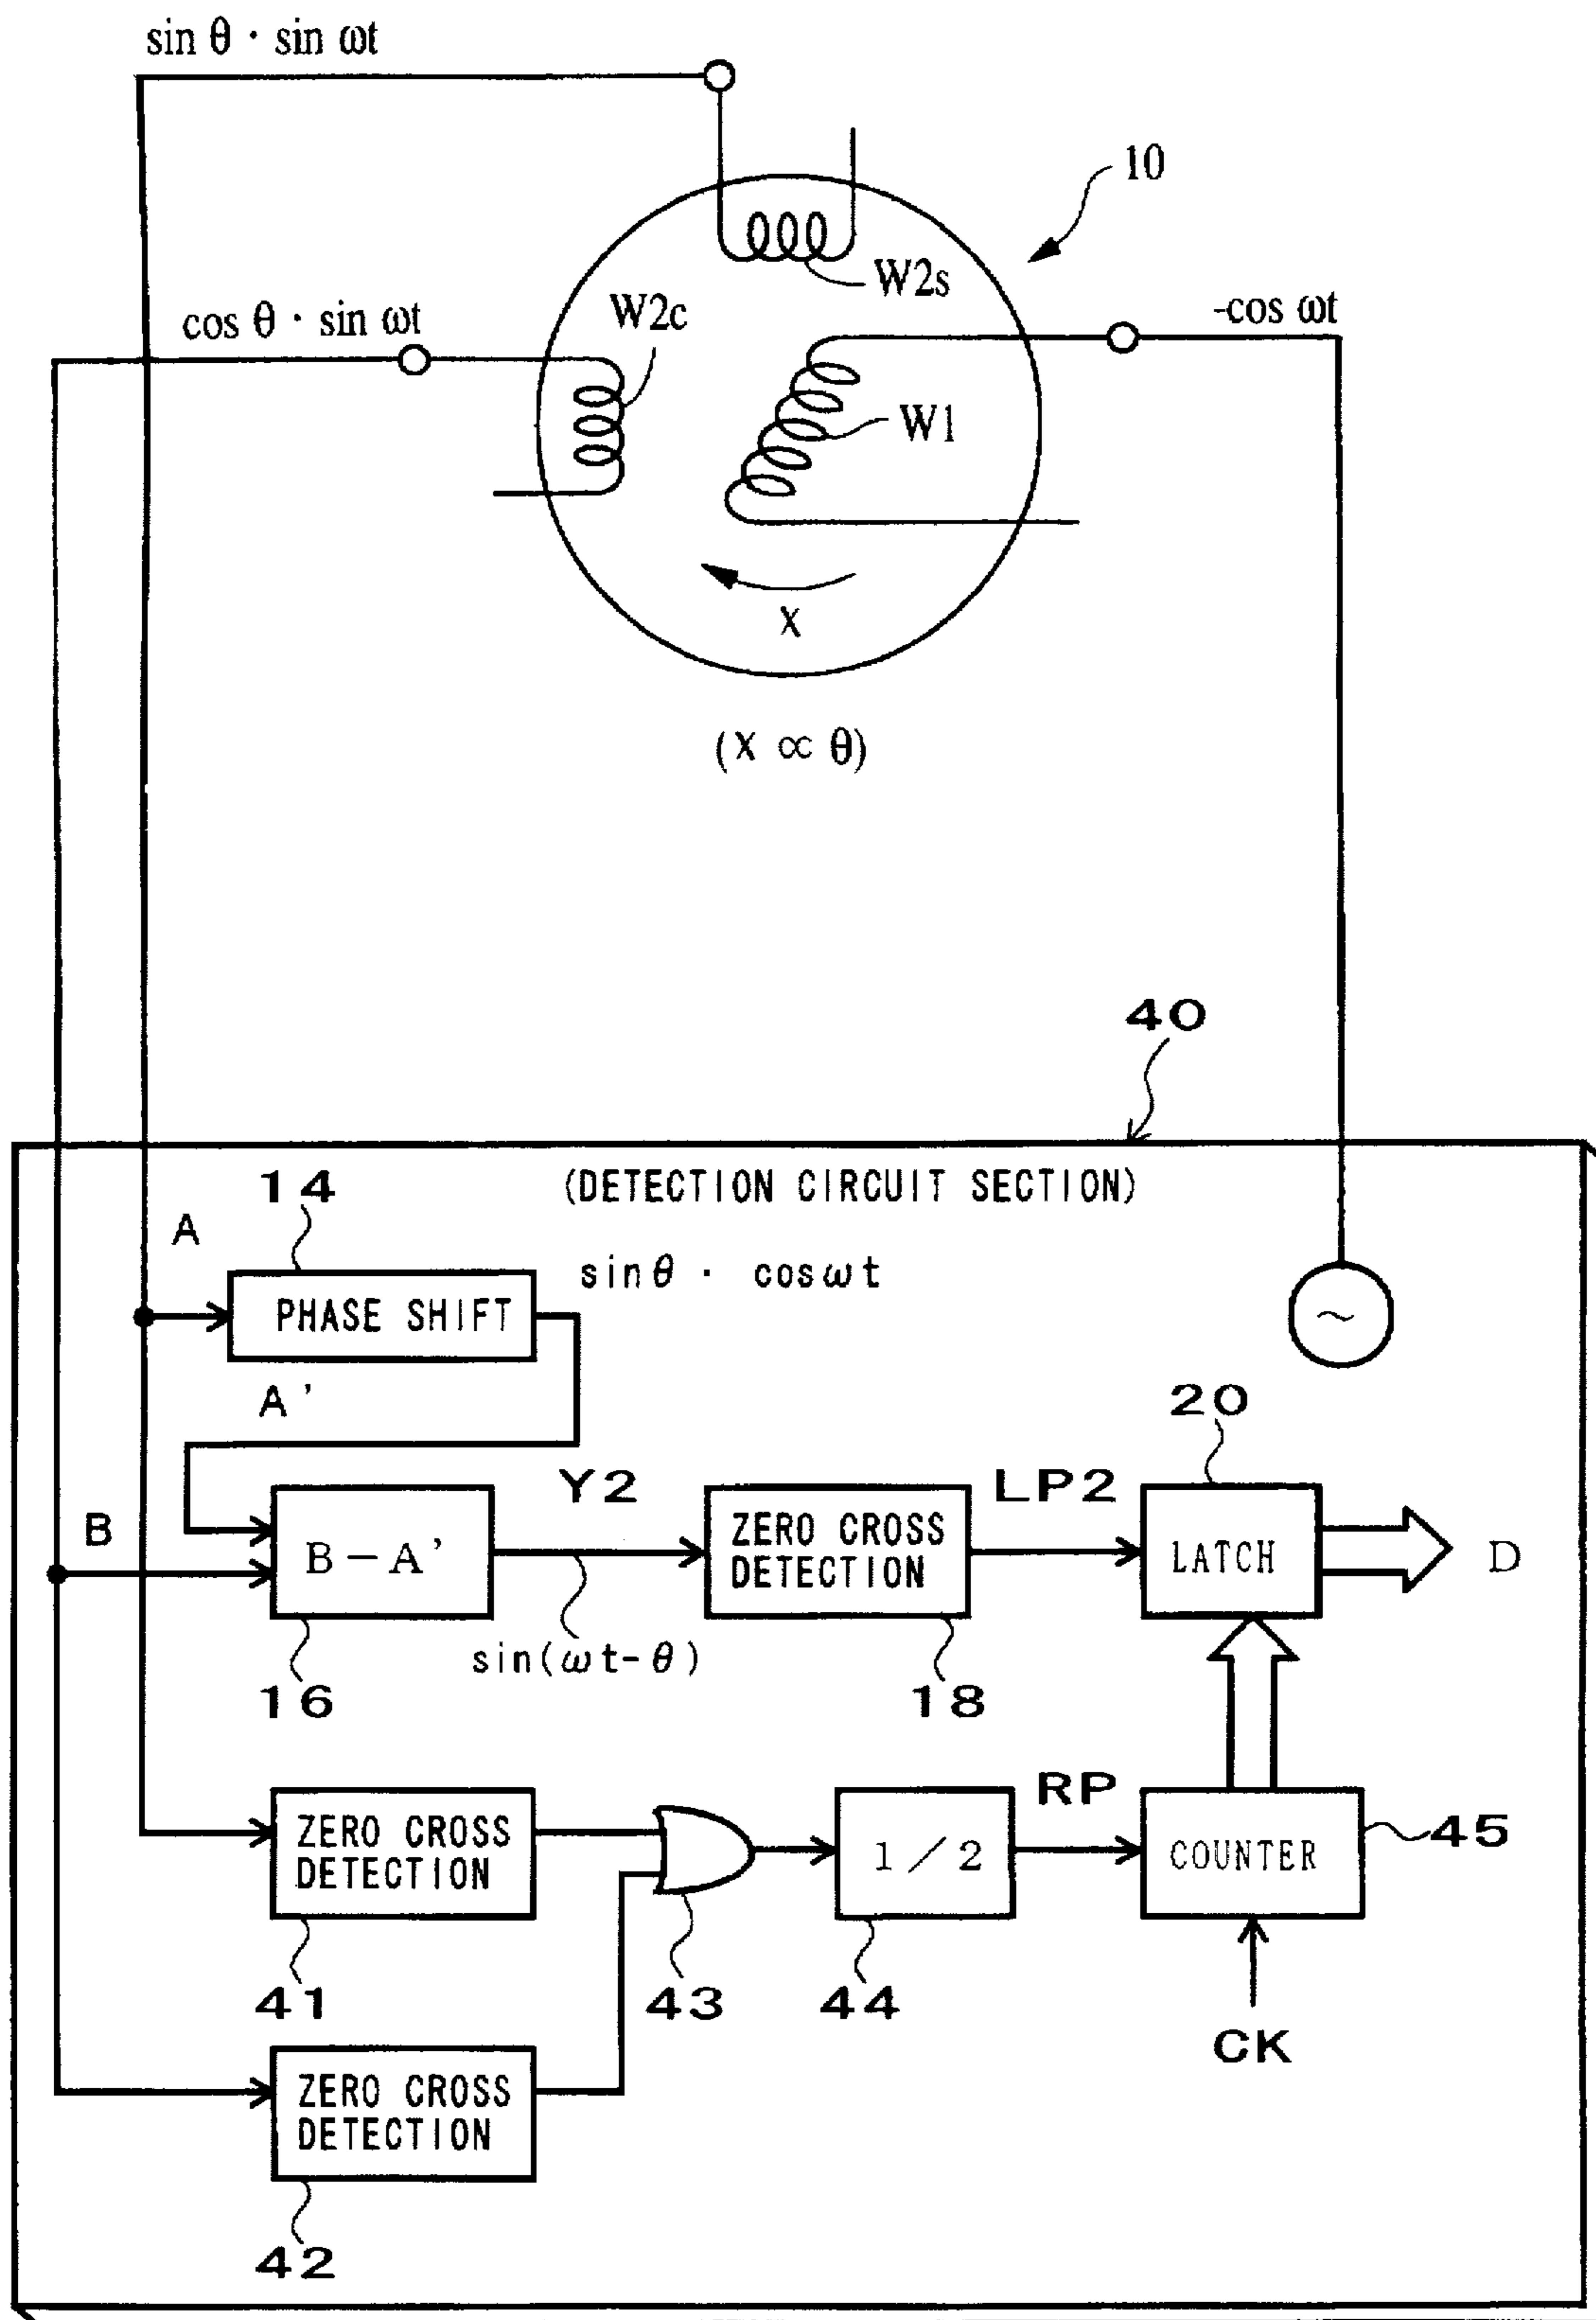 sin θ · sin ωt
10
W2s
W2c
cos θ · sin ωt
-cos ωt
W1
X
(X ∝ θ)
40
(DETECTION CIRCUIT SECTION)
14
A
sinθ · cosωt
PHASE SHIFT
~
A'
20
Y2
LP2
B
B－A'
ZERO CROSS
DETECTION
LATCH
D
sin(ωt-θ)
16
18
RP
ZERO CROSS
DETECTION
1／2
COUNTER
45
41
43
44
CK
ZERO CROSS
DETECTION
42